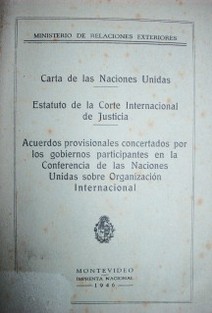 MINISTERIO DE RELACIONES EXTERIORES
Carta de las Naciones Unidas
Estatuto de la Corte Internacional
de Justicia
Acuerdos provisionales concertados por
los gobiernos participantes en la
Conferencia de las Naciones
Unidas sobre Organización
Internacional
MONTEVIDEO
IMPRENTA NACIONAL
1946